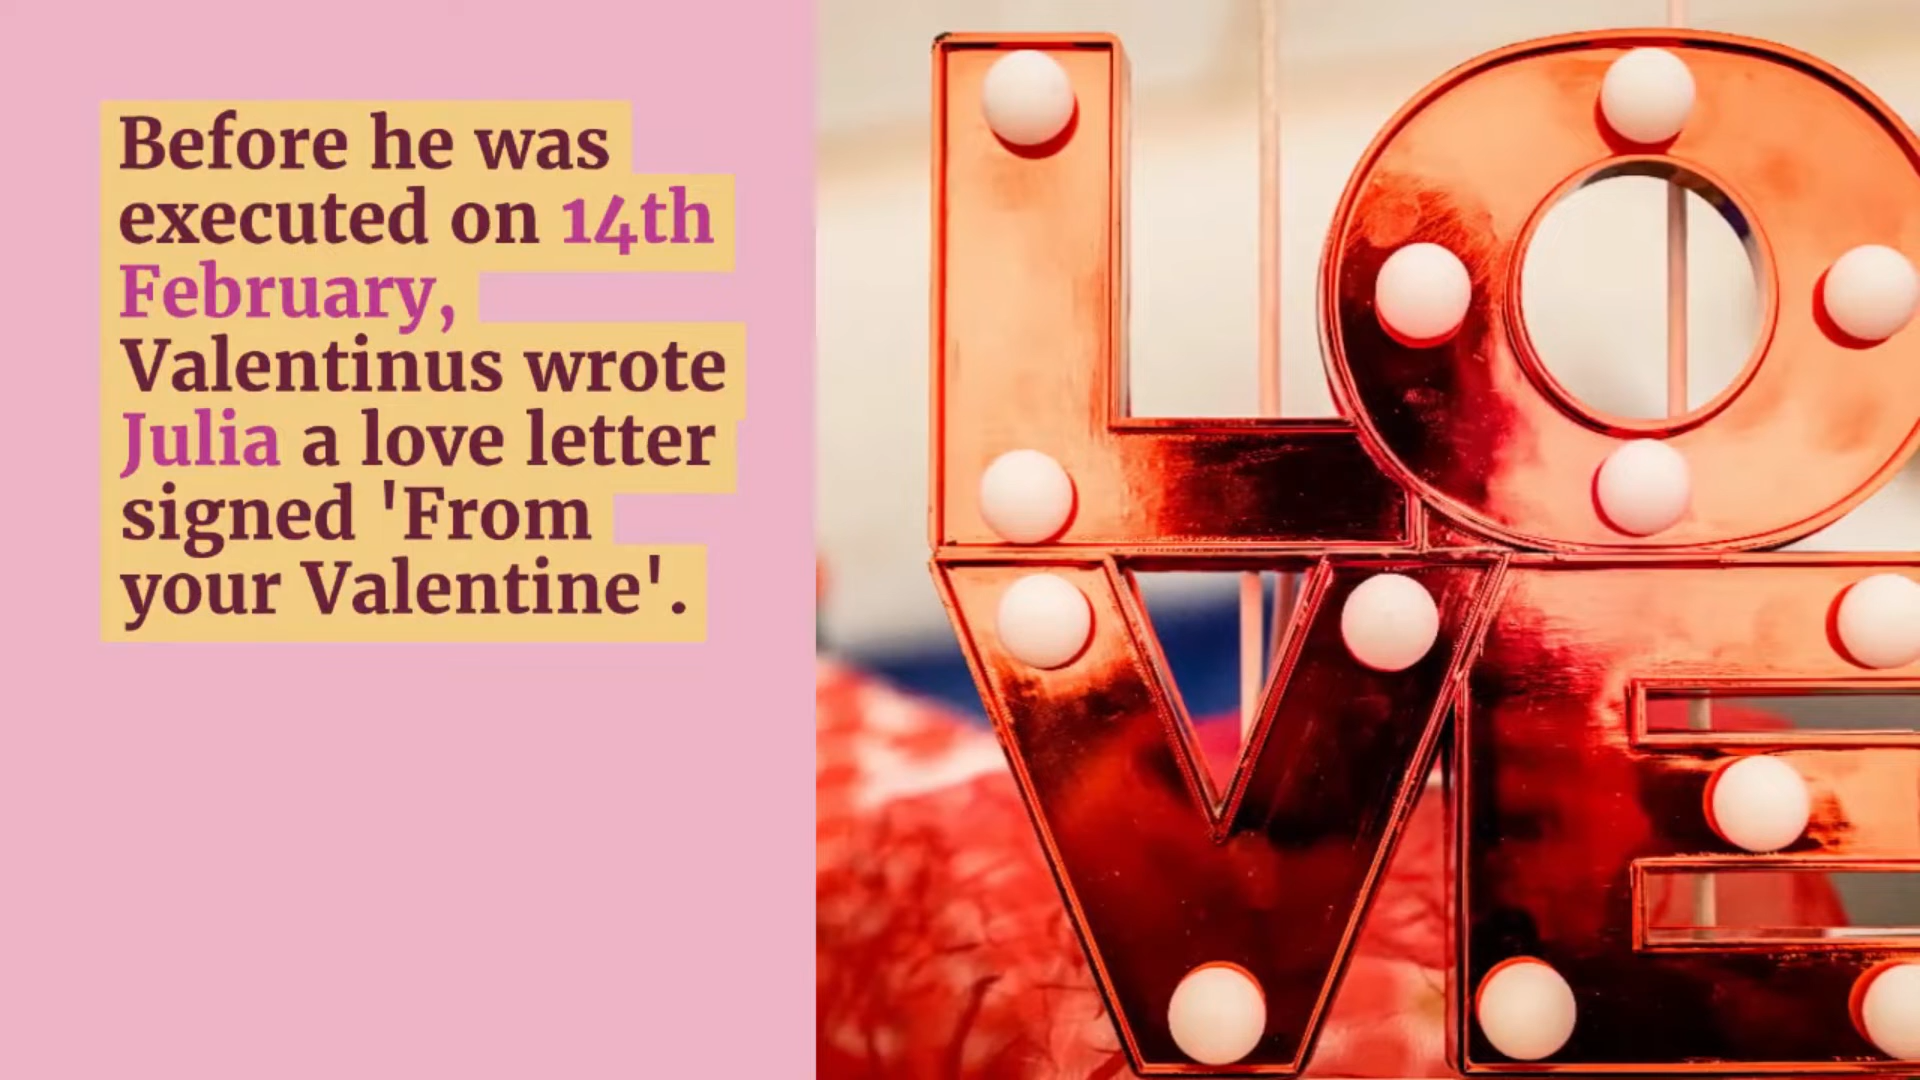 Before he was
executed on 14th
February,
Valentinus wrote
Julia a love letter
signed 'From
your Valentine'.
LO
VE